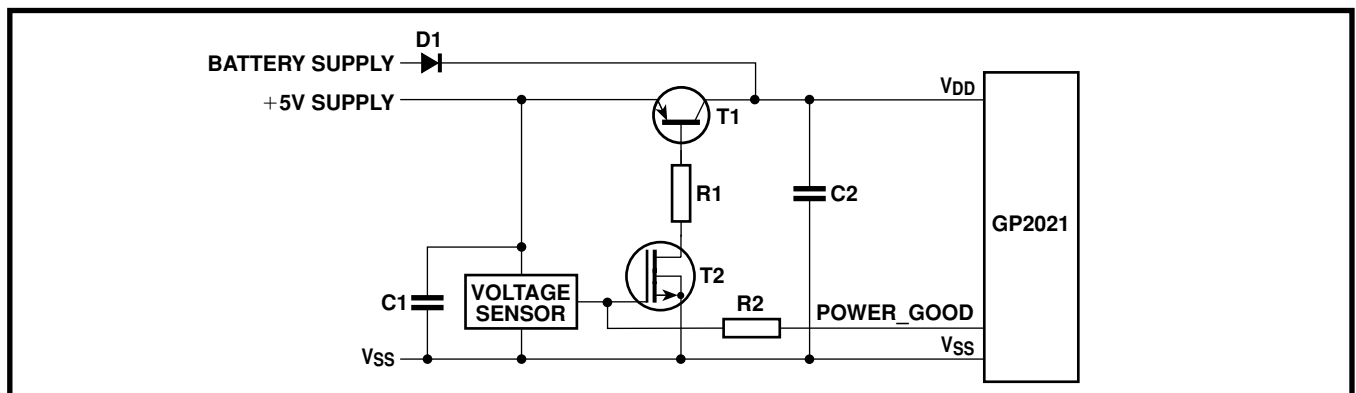 D1
BATTERY SUPPLY
+5V SUPPLY
VDD
T1
R1
C2
GP2021
T2
VOLTAGE
SENSOR
C1
R2
POWER_GOOD
VSS
VSS